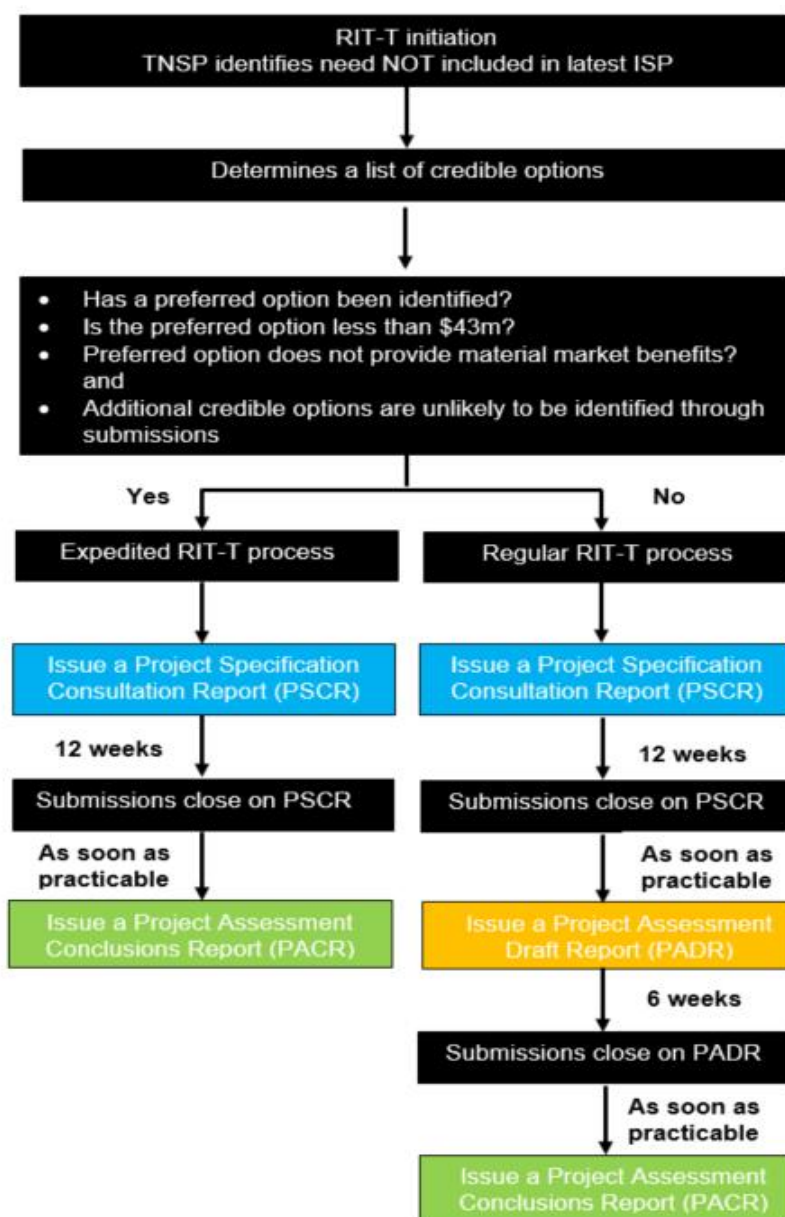 RIT-T initiation
TNSP identifies need NOT included in latest ISP
Determines a list of credible options
• Has a preferred option been identified?
• Is the preferred option less than $43m?
• Preferred option does not provide material market benefits?
and
• Additional credible options are unlikely to be identified through
submissions
Yes
No
Expedited RIT-T process
Regular RIT-T process
Issue a Project Specification
Consultation Report (PSCR)
Issue a Project Specification
Consultation Report (PSCR)
12 weeks
12 weeks
Submissions close on PSCR
Submissions close on PSCR
As soon as
practicable
As soon as
practicable
Issue a Project Assessment
Conclusions Report (PACR)
Issue a Project Assessment
Draft Report (PADR)
6 weeks
Submissions close on PADR
As soon as
practicable
Issue a Project Assessment
Conclusions Report (PACR)